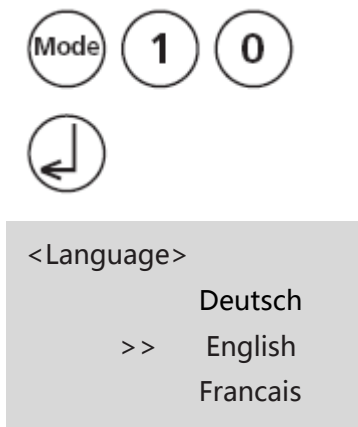 Mode 1 0
<Language>
Deutsch
>> English
Francais